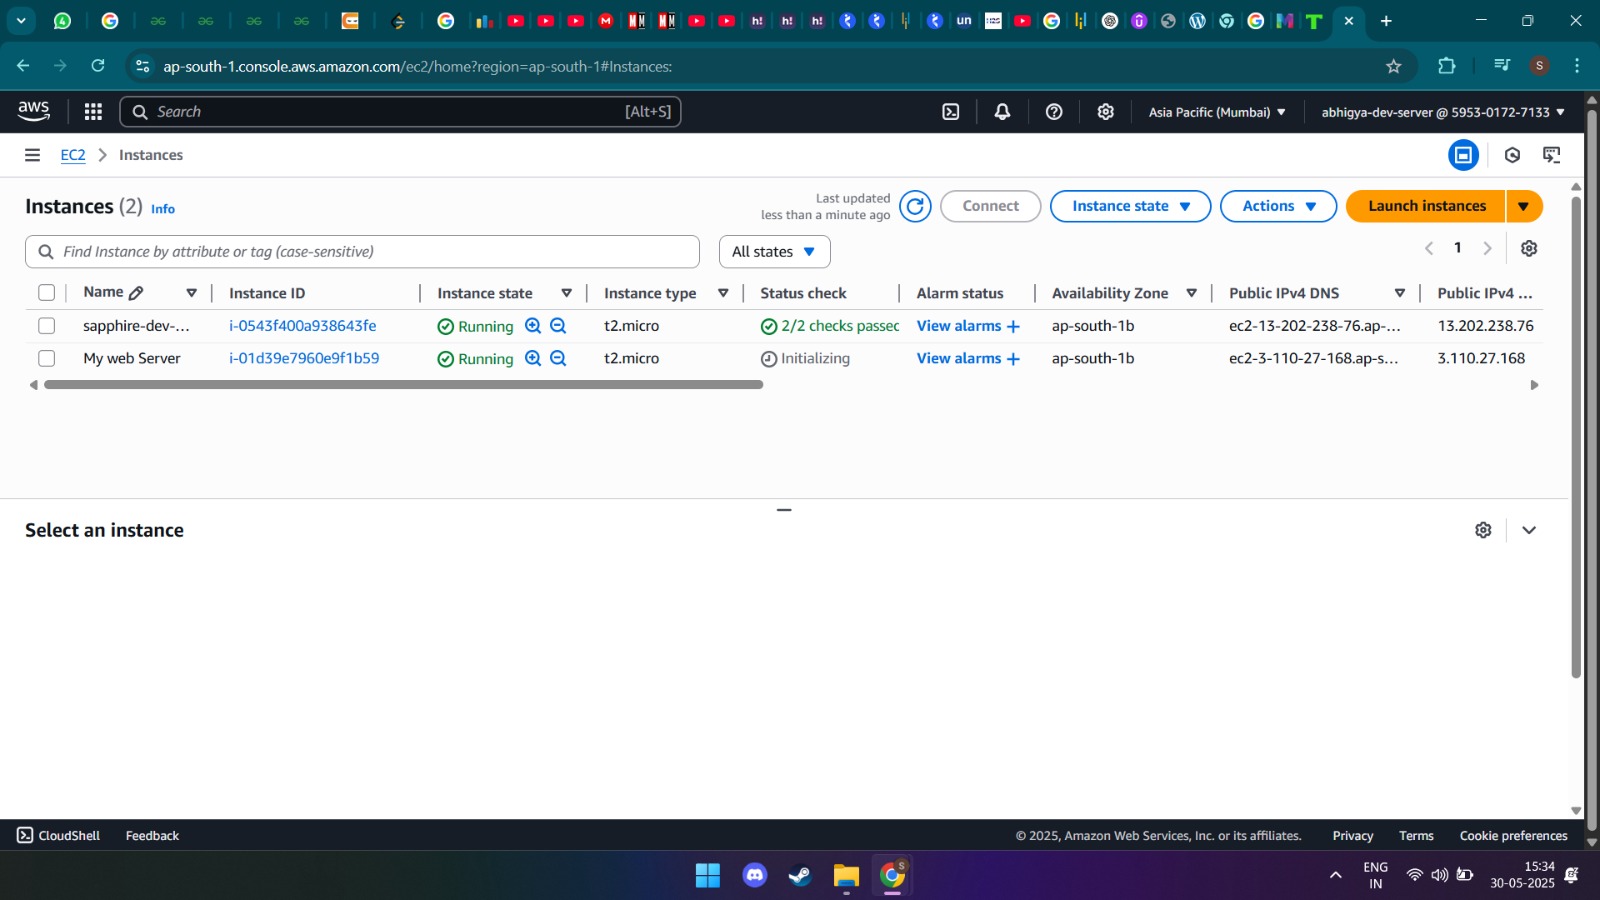 ap-south-1.console.aws.amazon.com/ec2/home?region=ap-south-1#Instances:
S
aws
Search
[Alt+S]
Asia Pacific (Mumbai)
abhigya-dev-server @ 5953-0172-7133
EC2
Instances
Instances (2) Info
Last updated
less than a minute ago
Connect
Instance state
Actions
Launch instances
Find Instance by attribute or tag (case-sensitive)
All states
1
Name
Instance ID
Instance state
Instance type
Status check
Alarm status
Availability Zone
Public IPv4 DNS
Public IPv4 ...
sapphire-dev-...
i-0543f400a938643fe
Running
t2.micro
2/2 checks passec
View alarms +
ap-south-1b
ec2-13-202-238-76.ap-...
13.202.238.76
My web Server
i-01d39e7960e9f1b59
Running
t2.micro
Initializing
View alarms +
ap-south-1b
ec2-3-110-27-168.ap-s...
3.110.27.168
Select an instance
CloudShell
Feedback
© 2025, Amazon Web Services, Inc. or its affiliates.
Privacy
Terms
Cookie preferences
ENG
IN
15:34
30-05-2025